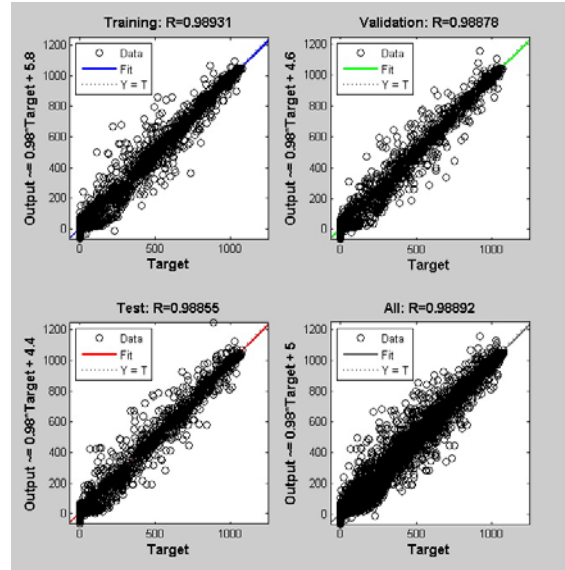 Training: R=0.98931
Output ~= 0.98*Target + 5.8
1200
1000
800
600
400
200
0
Data
Fit
Y = T
0
500
1000
Target
Validation: R=0.98878
Output ~= 0.98*Target + 4.6
1200
1000
800
600
400
200
0
Data
Fit
Y = T
0
500
1000
Target
Test: R=0.98855
Output ~= 0.98*Target + 4.4
1200
1000
800
600
400
200
0
Data
Fit
Y = T
0
500
1000
Target
All: R=0.98892
Output ~= 0.98*Target + 5
1200
1000
800
600
400
200
0
Data
Fit
Y = T
0
500
1000
Target